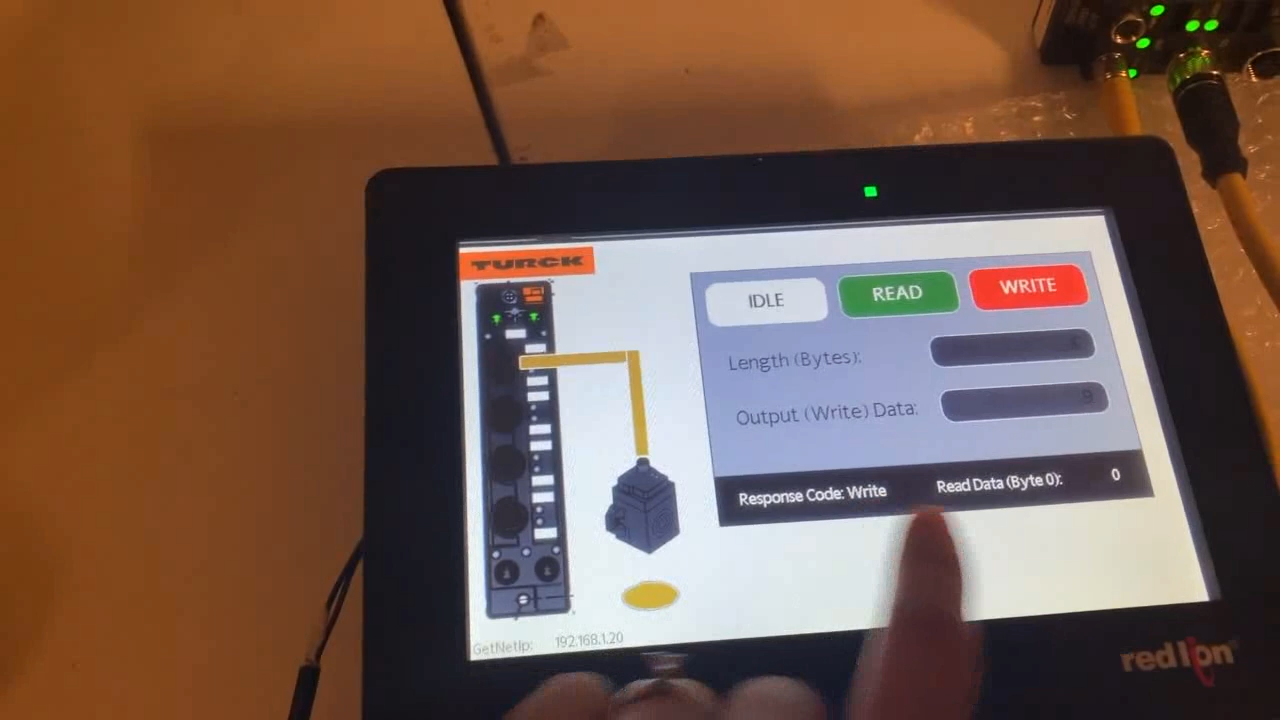 TURCK
IDLE
READ
WRITE
Length (Bytes):
Output (Write) Data:
9
Response Code: Write
Read Data (Byte 0):
0
GetNetIp: 192.168.1.20
red lion®